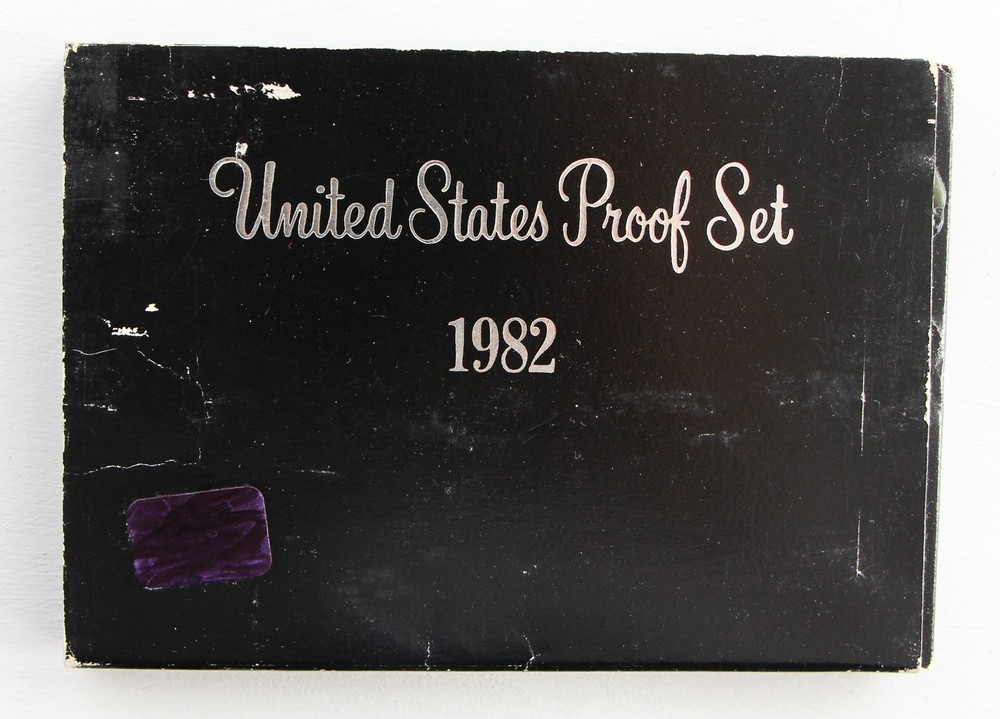 United States Proof Set
1982